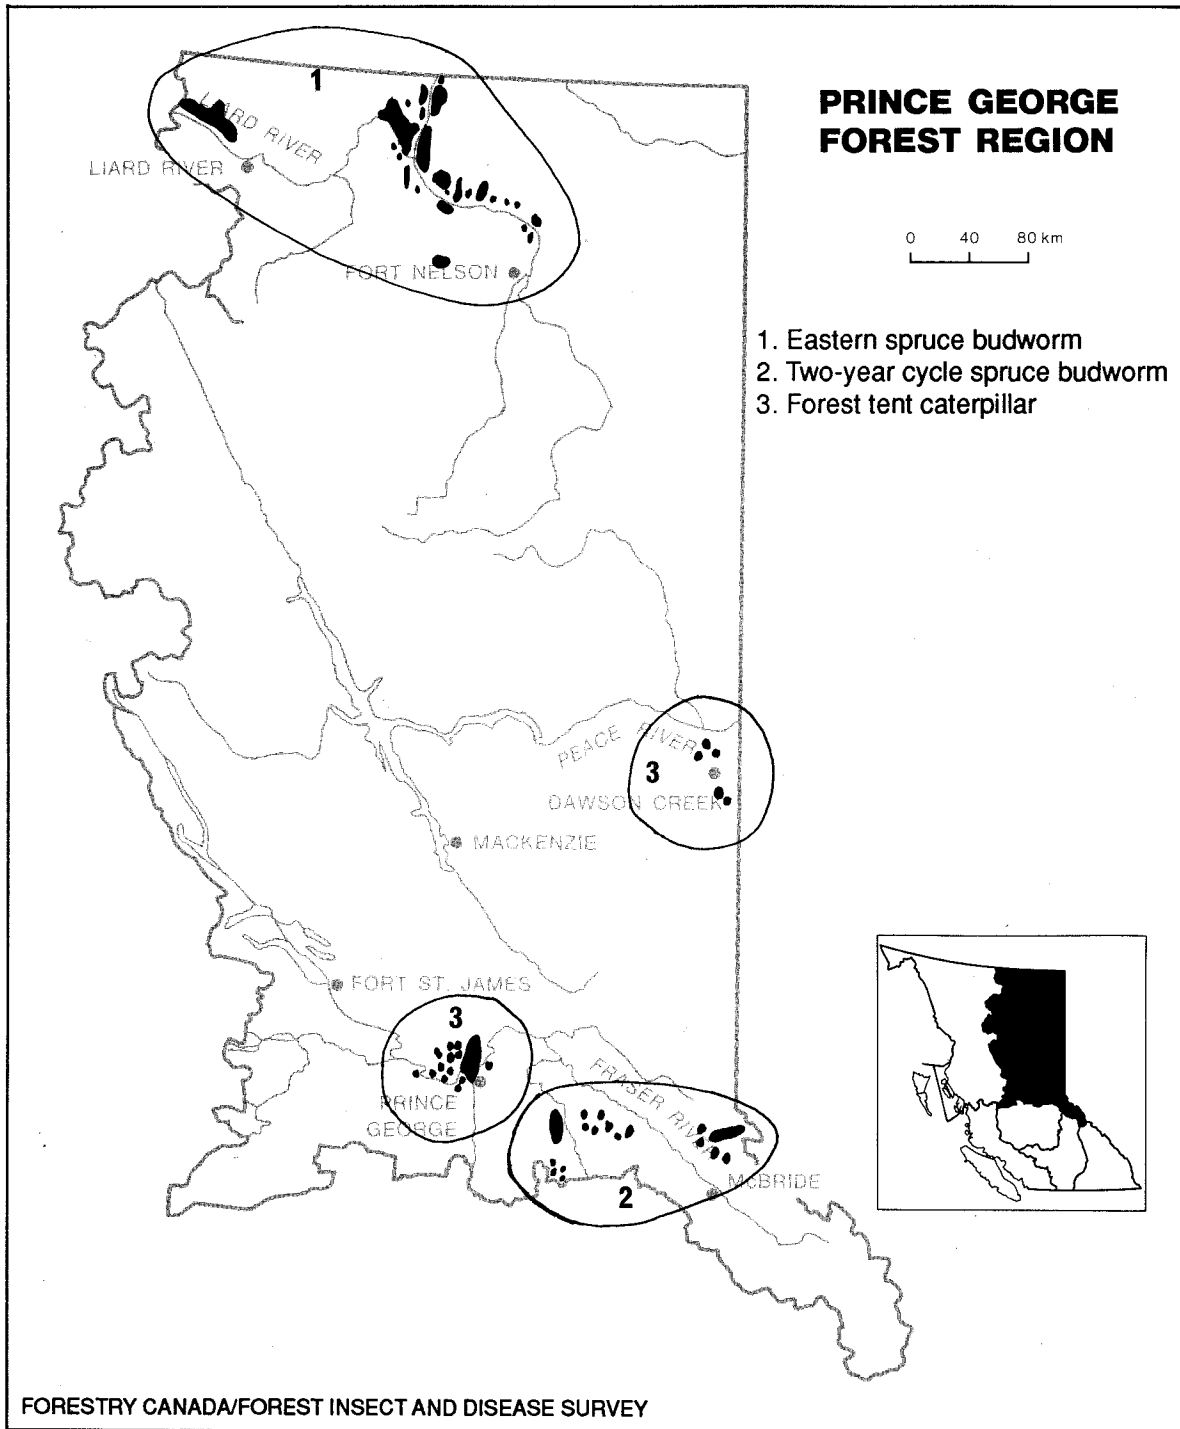 PRINCE GEORGE
FOREST REGION
1
LIARD RIVER
LIARD RIVER
FORT NELSON
0 40 80 km
1. Eastern spruce budworm
2. Two-year cycle spruce budworm
3. Forest tent caterpillar
PEACE RIVER
3
DAWSON CREEK
MACKENZIE
FORT ST. JAMES
3
FRASER RIVER
PRINCE
GEORGE
McBRIDE
2
FORESTRY CANADA/FOREST INSECT AND DISEASE SURVEY